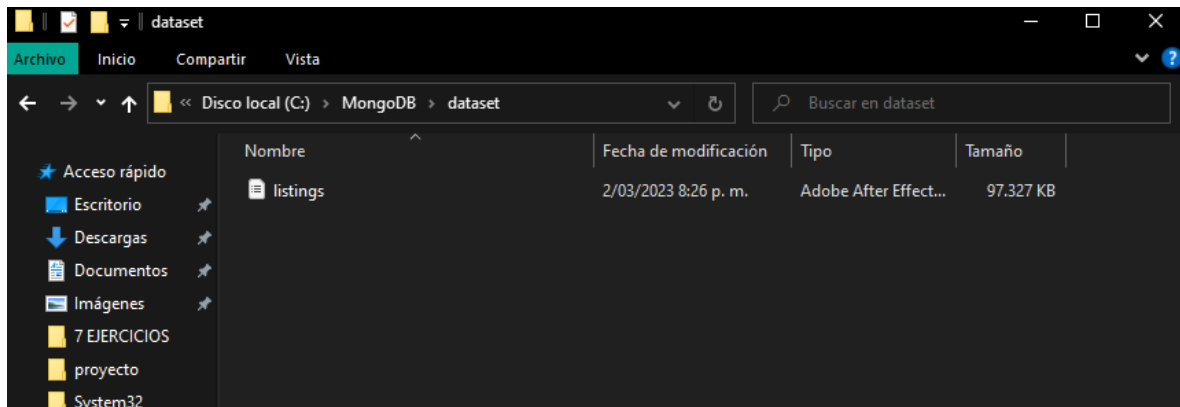 dataset
Archivo Inicio Compartir Vista
« Disco local (C:) > MongoDB > dataset Buscar en dataset
Nombre Fecha de modificación Tipo Tamaño
Acceso rápido
listings 2/03/2023 8:26 p. m. Adobe After Effect... 97.327 KB
Escritorio
Descargas
Documentos
Imágenes
7 EJERCICIOS
proyecto
System32